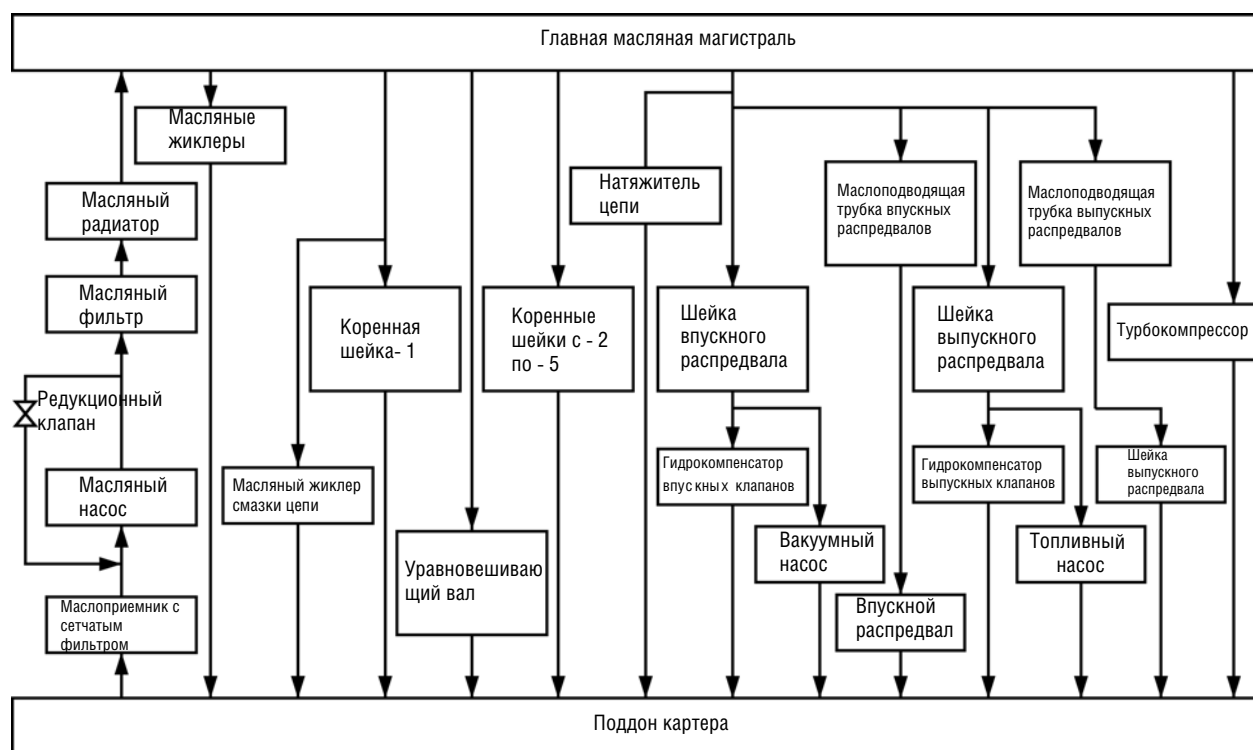 Главная масляная магистраль
Масляные
жиклеры
Масляный
радиатор
Масляный
фильтр
Редукционный
клапан
Масляный
насос
Маслоприемник с
сетчатым
фильтром
Масляный жиклер
смазки цепи
Коренная
шейка- 1
Уравновешиваю
щий вал
Коренные
шейки с - 2
по - 5
Натяжитель
цепи
Шейка
впускного
распредвала
Гидрокомпенсатор
впускных клапанов
Вакуумный
насос
Маслоподводящая
трубка впускных
распредвалов
Впускной
распредвал
Шейка
выпускного
распредвала
Гидрокомпенсатор
выпускных клапанов
Топливный
насос
Маслоподводящая
трубка выпускных
распредвалов
Шейка
выпускного
распредвала
Турбокомпрессор
Поддон картера